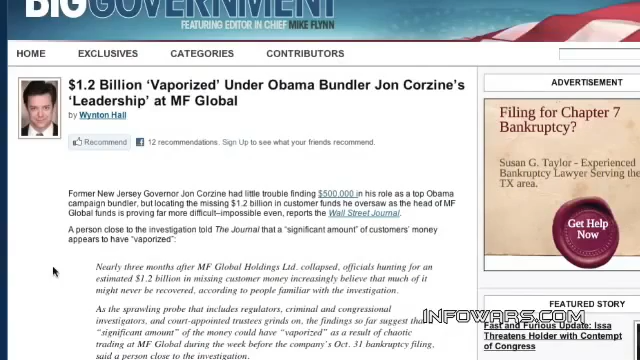 BIGGOVERNMENT
FEATURING EDITOR IN CHIEF MIKE FLYNN
HOME EXCLUSIVES CATEGORIES CONTRIBUTORS
$1.2 Billion ‘Vaporized’ Under Obama Bundler Jon Corzine’s
‘Leadership’ at MF Global
by Wynton Hall
Recommend 12 recommendations. Sign Up to see what your friends recommend.
Former New Jersey Governor Jon Corzine had little trouble finding $500,000 in his role as a top Obama
campaign bundler, but locating the missing $1.2 billion in customer funds he oversaw as the head of MF
Global funds is proving far more difficult–impossible even, reports the Wall Street Journal.
A person close to the investigation told The Journal that a “significant amount” of customers’ money
appears to have “vaporized”:
Nearly three months after MF Global Holdings Ltd. collapsed, officials hunting for an
estimated $1.2 billion in missing customer money increasingly believe that much of it
might never be recovered, according to people familiar with the investigation.
As the sprawling probe that includes regulators, criminal and congressional
investigators, and court-appointed trustees grinds on, the findings so far suggest that a
“significant amount” of the money could have “vaporized” as a result of chaotic
trading at MF Global during the week before the company’s Oct. 31 bankruptcy filing,
said a person close to the investigation.
ADVERTISEMENT
Filing for Chapter 7
Bankruptcy?
Susan G. Taylor - Experienced
Bankruptcy Lawyer Serving the
TX area.
Get Help
Now
FEATURED STORY
Fast and Furious Update: Issa
Threatens Holder with Contempt
of Congress
INFOWARS.COM